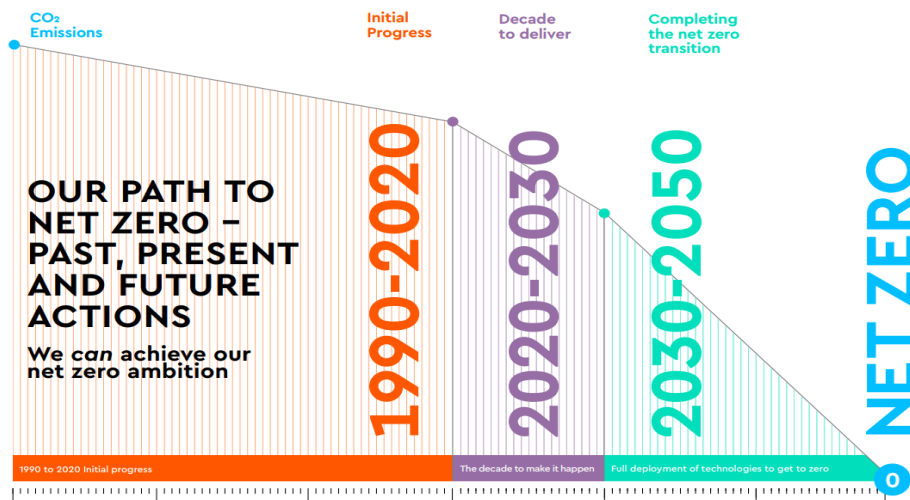 CO₂
Emissions
Initial
Progress
Decade
to deliver
Completing
the net zero
transition
OUR PATH TO
NET ZERO –
PAST, PRESENT
AND FUTURE
ACTIONS
We can achieve our
net zero ambition
1990-2020
2020-2030
2030-2050
NET ZERO
1990 to 2020 Initial progress
The decade to make it happen
Full deployment of technologies to get to zero
0